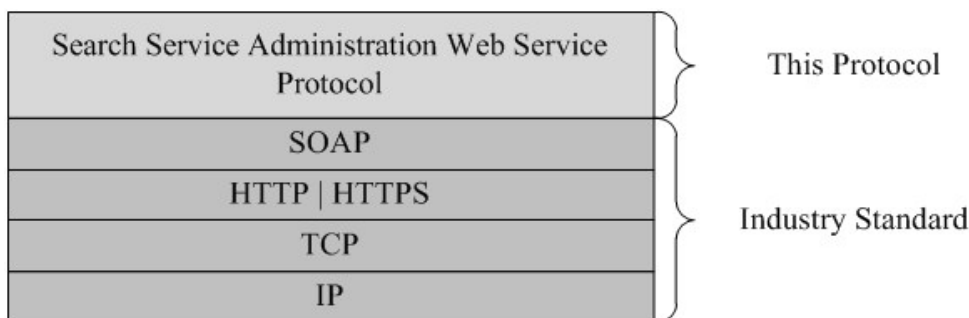 Search Service Administration Web Service
Protocol
This Protocol
SOAP
HTTP | HTTPS
TCP
IP
Industry Standard